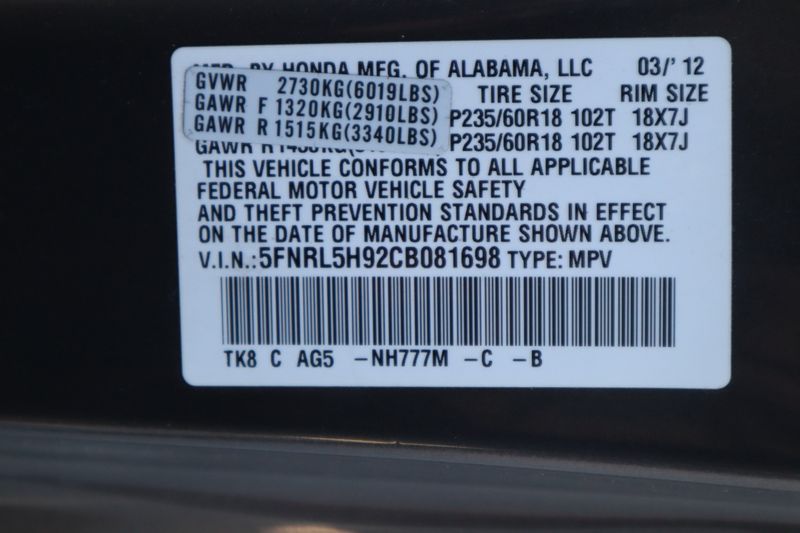 MFD. BY HONDA MFG. OF ALABAMA, LLC 03/'12
GVWR 2730KG(6019LBS) TIRE SIZE RIM SIZE
GAWR F 1320KG(2910LBS) P235/60R18 102T 18X7J
GAWR R 1515KG(3340LBS) P235/60R18 102T 18X7J
GAWR R
THIS VEHICLE CONFORMS TO ALL APPLICABLE
FEDERAL MOTOR VEHICLE SAFETY
AND THEFT PREVENTION STANDARDS IN EFFECT
ON THE DATE OF MANUFACTURE SHOWN ABOVE.
V.I.N.:5FNRL5H92CB081698 TYPE: MPV
TK8 C AG5 -NH777M -C -B